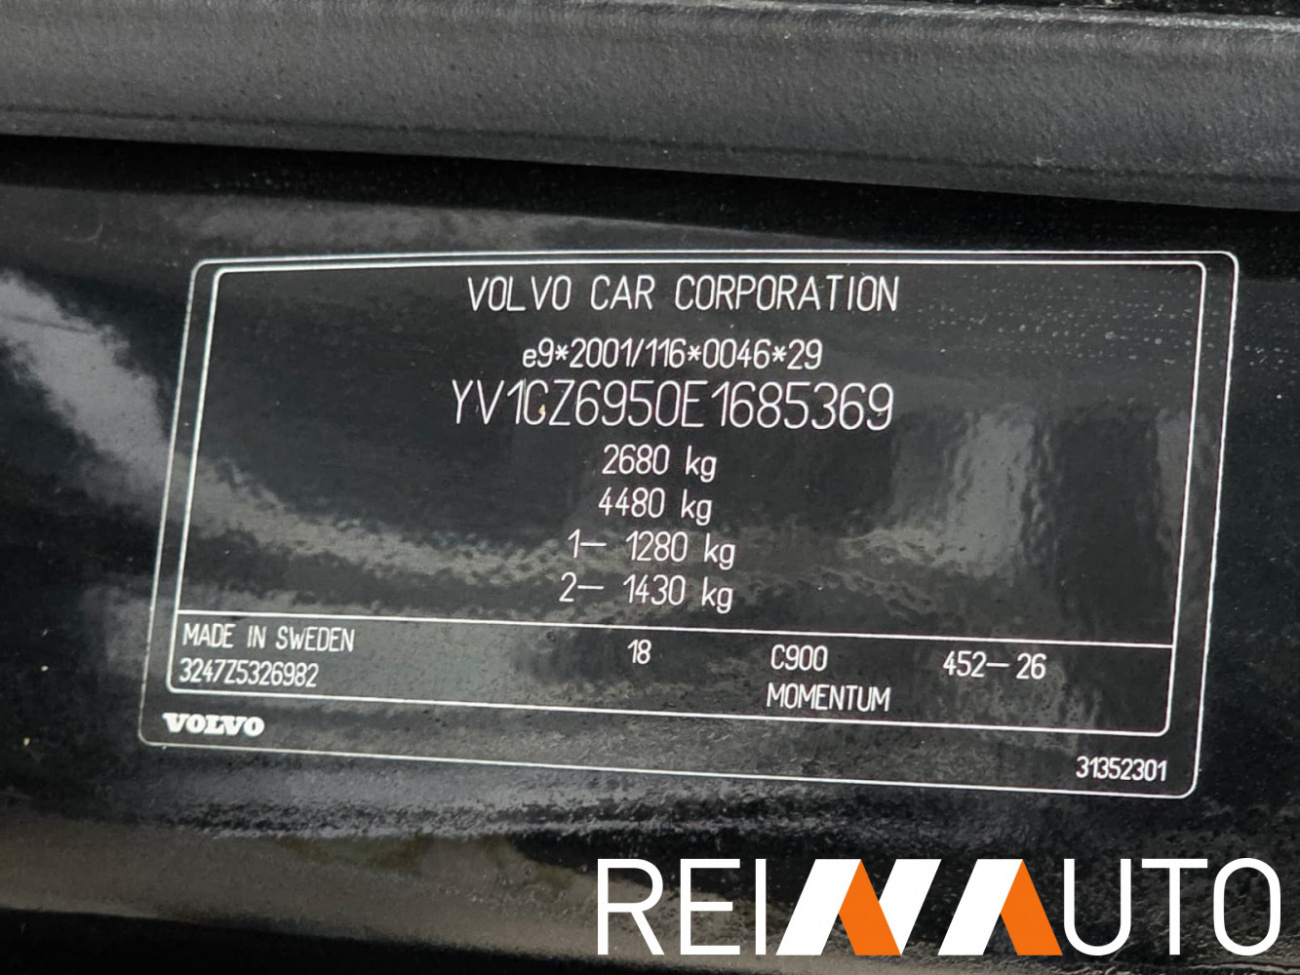 VOLVO CAR CORPORATION
e9*2001/116*0046*29
YV1CZ6950E1685369
2680 kg
4480 kg
1– 1280 kg
2– 1430 kg
MADE IN SWEDEN 18 C900 452–26
3247Z5326982 MOMENTUM
VOLVO
31352301
REINAUTO